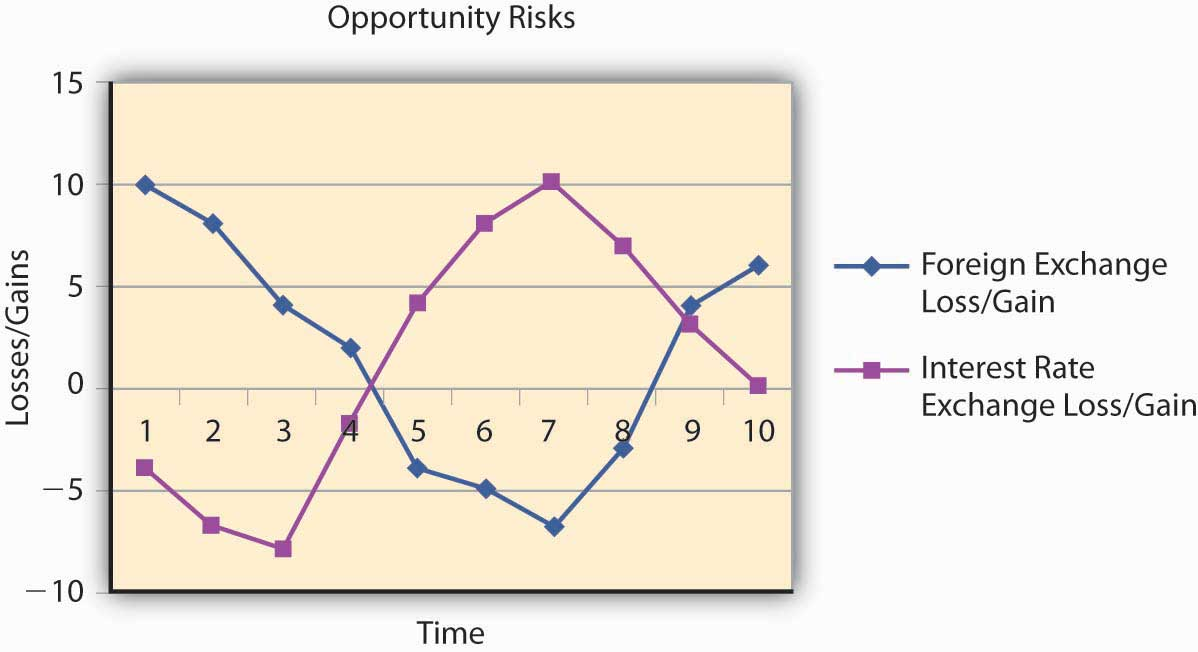 Opportunity Risks
15
10
5
0
−5
−10
Losses/Gains
1 2 3 4 5 6 7 8 9 10
Time
Foreign Exchange
Loss/Gain
Interest Rate
Exchange Loss/Gain